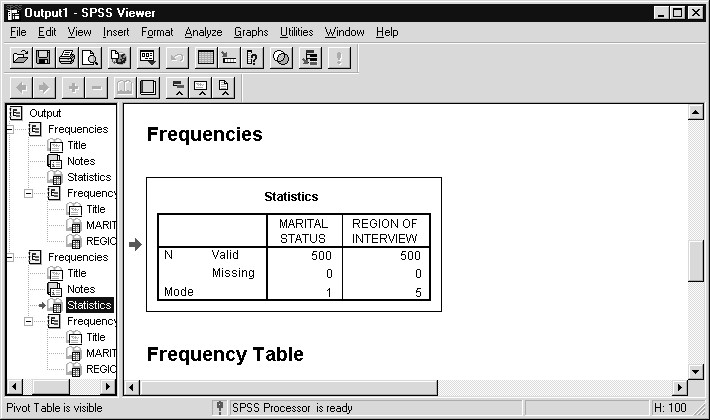 Output1 - SPSS Viewer
File Edit View Insert Format Analyze Graphs Utilities Window Help
Output
Frequencies
Title
Notes
Statistics
Frequency
Title
MARIT
REGIO
Frequencies
Title
Notes
Statistics
Frequency
Title
MARIT
REGIO
Frequencies
Statistics
MARITAL STATUS
REGION OF INTERVIEW
N Valid 500 500
Missing 0 0
Mode 1 5
Frequency Table
Pivot Table is visible
SPSS Processor is ready
H: 100